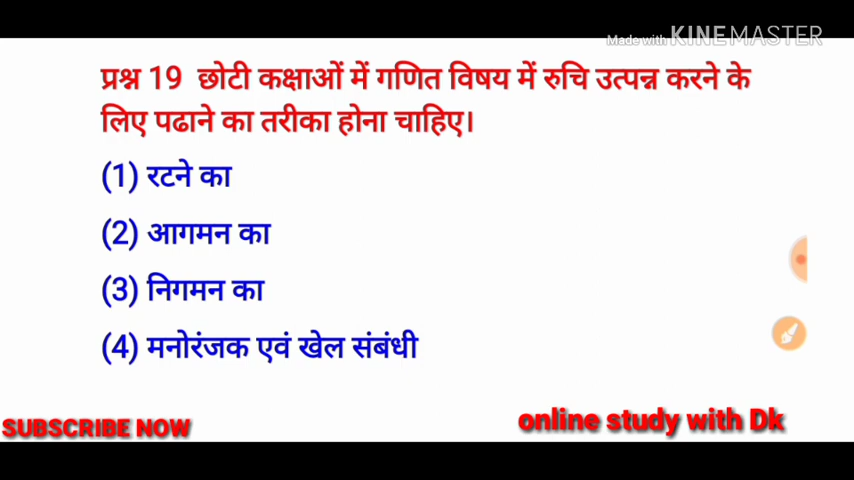 Made with KINEMASTER
प्रश्न 19 छोटी कक्षाओं में गणित विषय में रुचि उत्पन्न करने के
लिए पढाने का तरीका होना चाहिए।
(1) रटने का
(2) आगमन का
(3) निगमन का
(4) मनोरंजक एवं खेल संबंधी
SUBSCRIBE NOW
online study with Dk